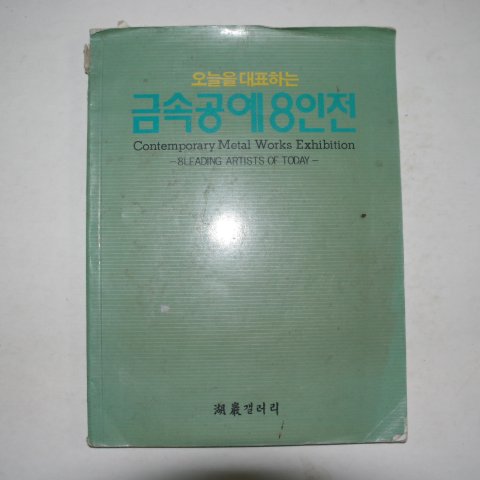 오늘을 대표하는
금속공예8인전
Contemporary Metal Works Exhibition
—8LEADING ARTISTS OF TODAY—
湖巖갤러리